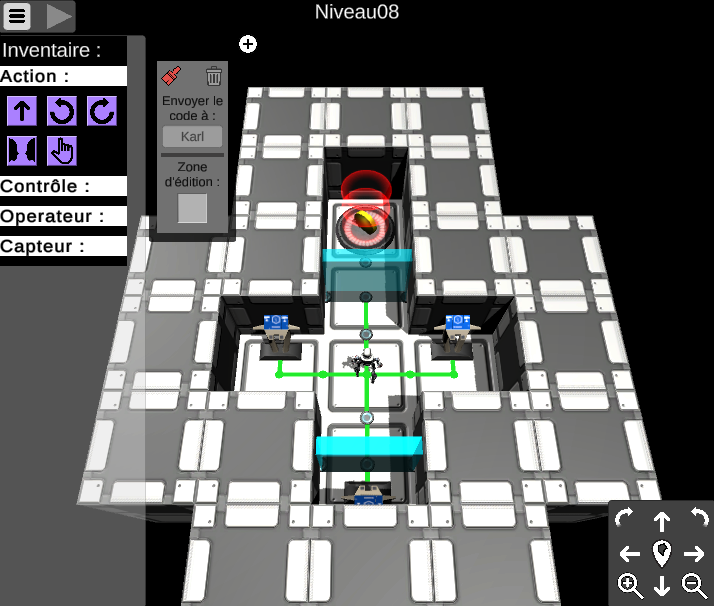 Niveau08
Inventaire :
Action :
Contrôle :
Operateur :
Capteur :
Envoyer le
code à :
Karl
Zone
d'édition :